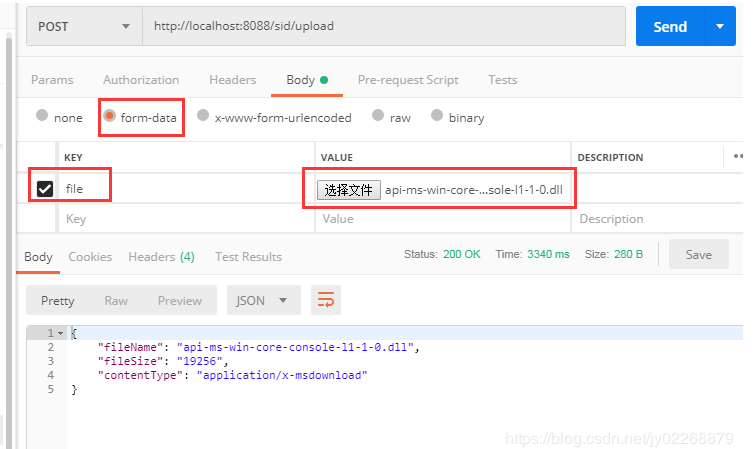 POST http://localhost:8088/sid/upload Send
Params Authorization Headers Body Pre-request Script Tests
none form-data x-www-form-urlencoded raw binary
KEY VALUE DESCRIPTION •••
file 选择文件 api-ms-win-core-...sole-l1-1-0.dll
Key Value Description
Body Cookies Headers (4) Test Results Status: 200 OK Time: 3340 ms Size: 280 B Save
Pretty Raw Preview JSON
1 {
2 "fileName": "api-ms-win-core-console-l1-1-0.dll",
3 "fileSize": "19256",
4 "contentType": "application/x-msdownload"
5 }
https://blog.csdn.net/jy02268879